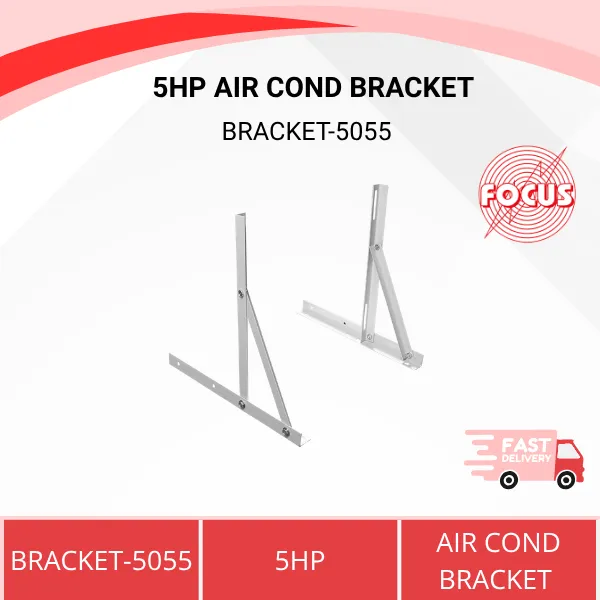 5HP AIR COND BRACKET
BRACKET-5055
FOCUS
FAST
DELIVERY
BRACKET-5055
5HP
AIR COND
BRACKET